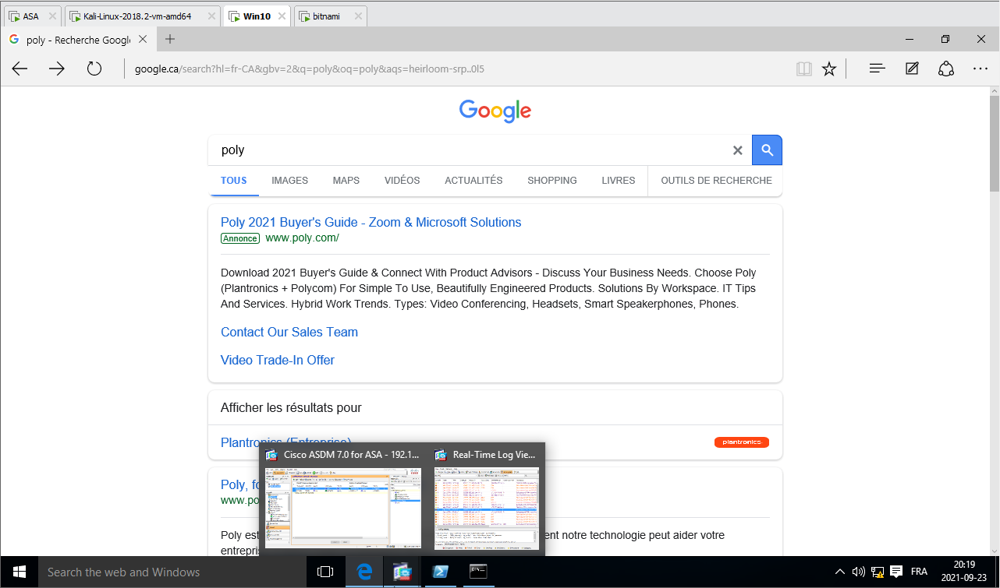 ASA
Kali-Linux-2018.2-vm-amd64
Win10
bitnami
poly - Recherche Googl
google.ca/search?hl=fr-CA&gbv=2&q=poly&oq=poly&aqs=heirloom-srp..0l5
Google
poly
TOUS IMAGES MAPS VIDÉOS ACTUALITÉS SHOPPING LIVRES OUTILS DE RECHERCHE
Poly 2021 Buyer's Guide - Zoom & Microsoft Solutions
Annonce www.poly.com/
Download 2021 Buyer's Guide & Connect With Product Advisors - Discuss Your Business Needs. Choose Poly
(Plantronics + Polycom) For Simple To Use, Beautifully Engineered Products. Solutions By Workspace. IT Tips
And Services. Hybrid Work Trends. Types: Video Conferencing, Headsets, Smart Speakerphones, Phones.
Contact Our Sales Team
Video Trade-In Offer
Afficher les résultats pour
Plantronics (Entreprise)
plantronics.
Cisco ASDM 7.0 for ASA - 192.1...
Real-Time Log Vie...
Poly, fo
www.po
Poly est
ent notre-technologie peut aider votre
entrepris
Search the web and Windows
FRA
20:19
2021-09-23